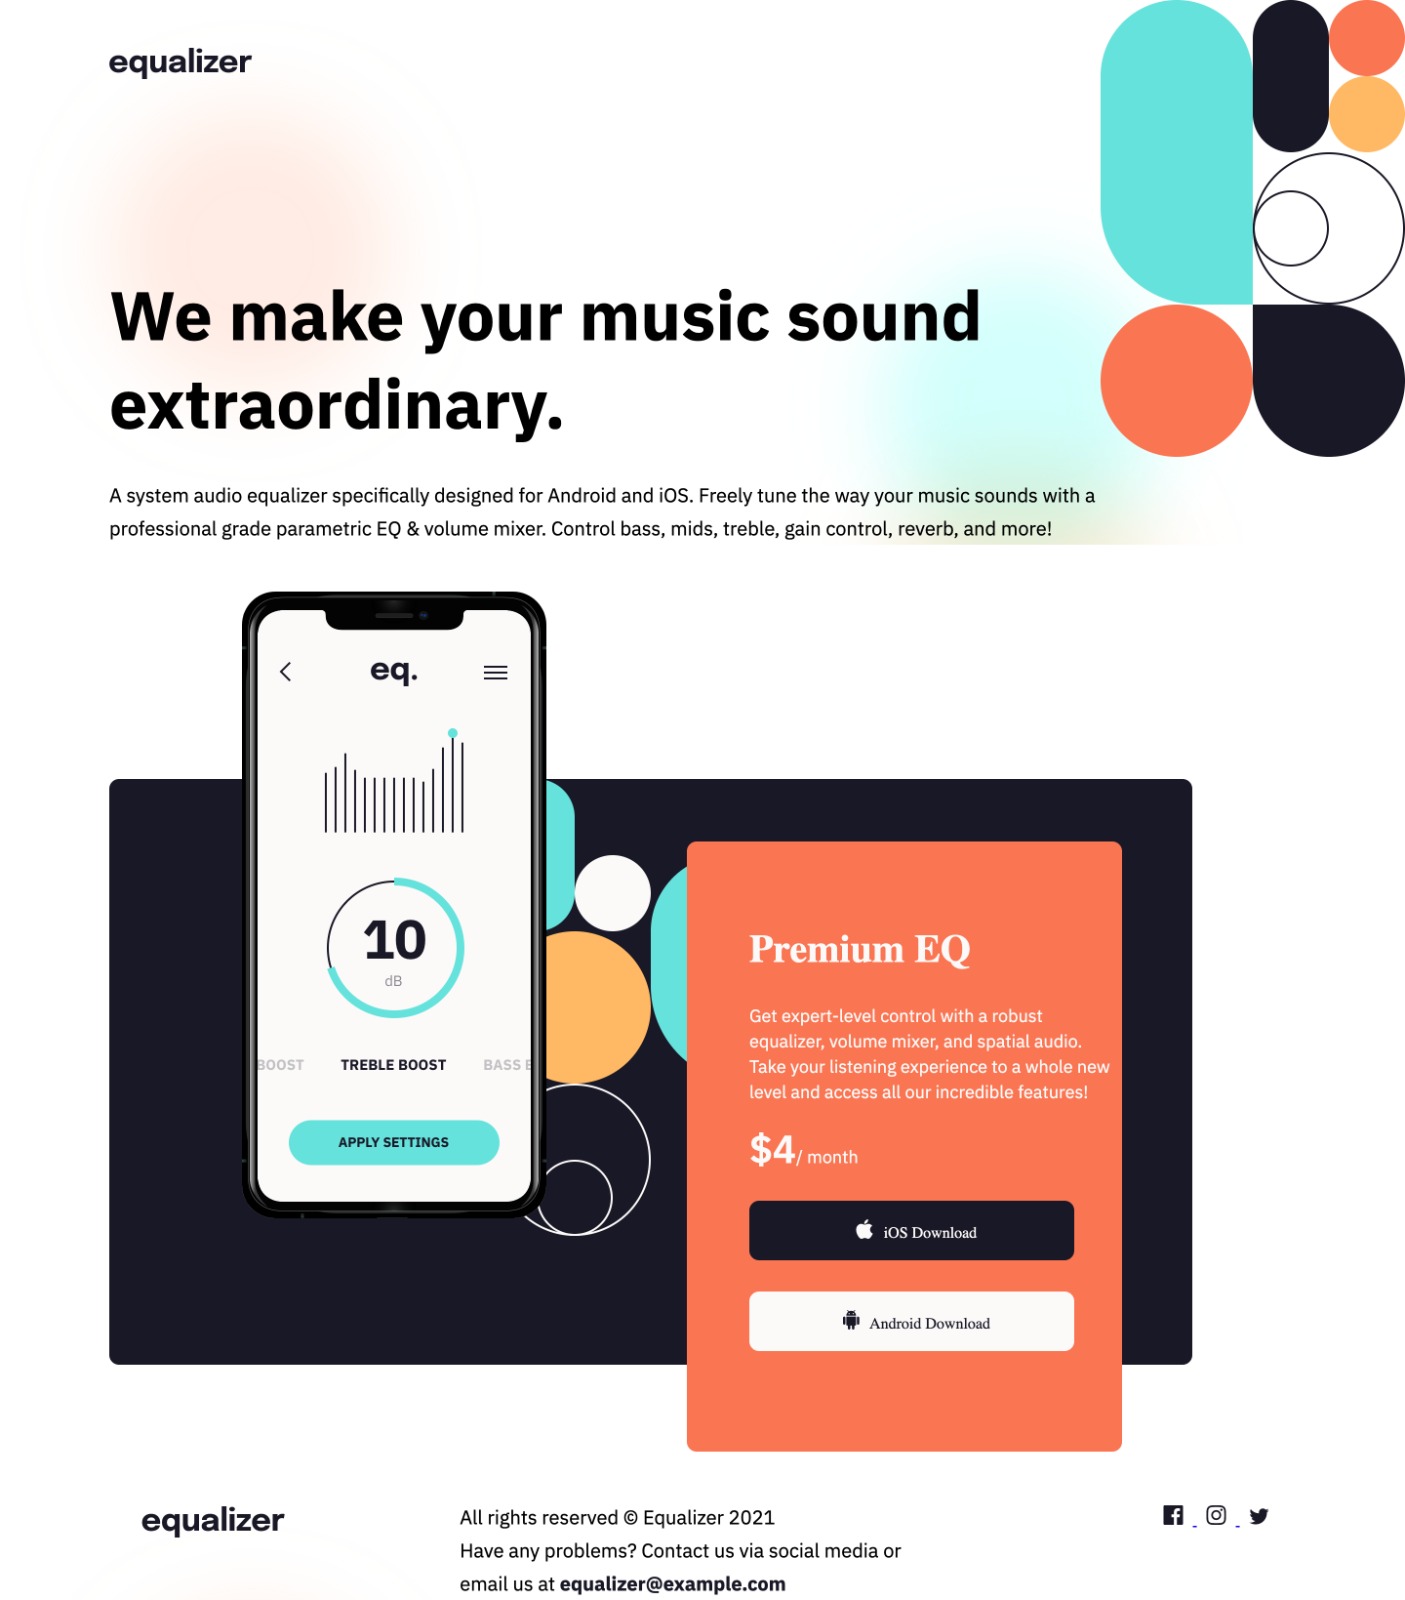 equalizer
We make your music sound
extraordinary.
A system audio equalizer specifically designed for Android and iOS. Freely tune the way your music sounds with a
professional grade parametric EQ & volume mixer. Control bass, mids, treble, gain control, reverb, and more!
eq.
10
dB
BOOST TREBLE BOOST BASS B
APPLY SETTINGS
Premium EQ
Get expert-level control with a robust
equalizer, volume mixer, and spatial audio.
Take your listening experience to a whole new
level and access all our incredible features!
$4/ month
iOS Download
Android Download
equalizer
All rights reserved © Equalizer 2021
Have any problems? Contact us via social media or
email us at equalizer@example.com